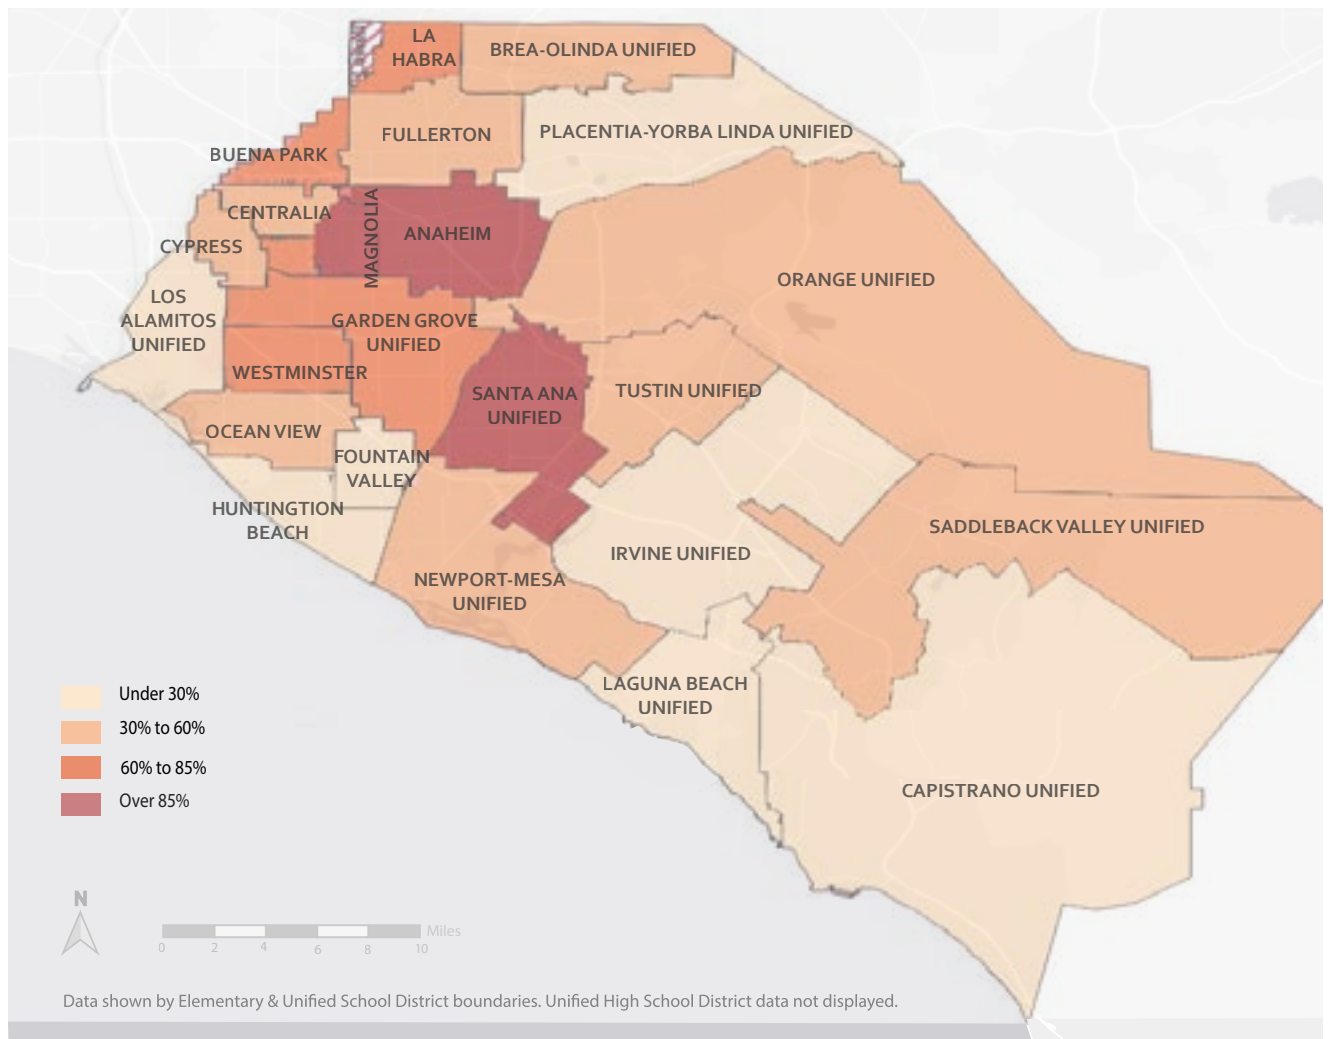 LA
HABRA
BREA-OLINDA UNIFIED
FULLERTON
PLACENTIA-YORBA LINDA UNIFIED
BUENA PARK
CENTRALIA
MAGNOLIA
ANAHEIM
CYPRESS
ORANGE UNIFIED
LOS
ALAMITOS
UNIFIED
GARDEN GROVE
UNIFIED
WESTMINSTER
SANTA ANA
UNIFIED
TUSTIN UNIFIED
OCEAN VIEW
FOUNTAIN
VALLEY
HUNTINGTION
BEACH
SADDLEBACK VALLEY UNIFIED
IRVINE UNIFIED
NEWPORT-MESA
UNIFIED
LAGUNA BEACH
UNIFIED
CAPISTRANO UNIFIED
Under 30%
30% to 60%
60% to 85%
Over 85%
N
Miles
0 2 4 6 8 10
Data shown by Elementary & Unified School District boundaries. Unified High School District data not displayed.